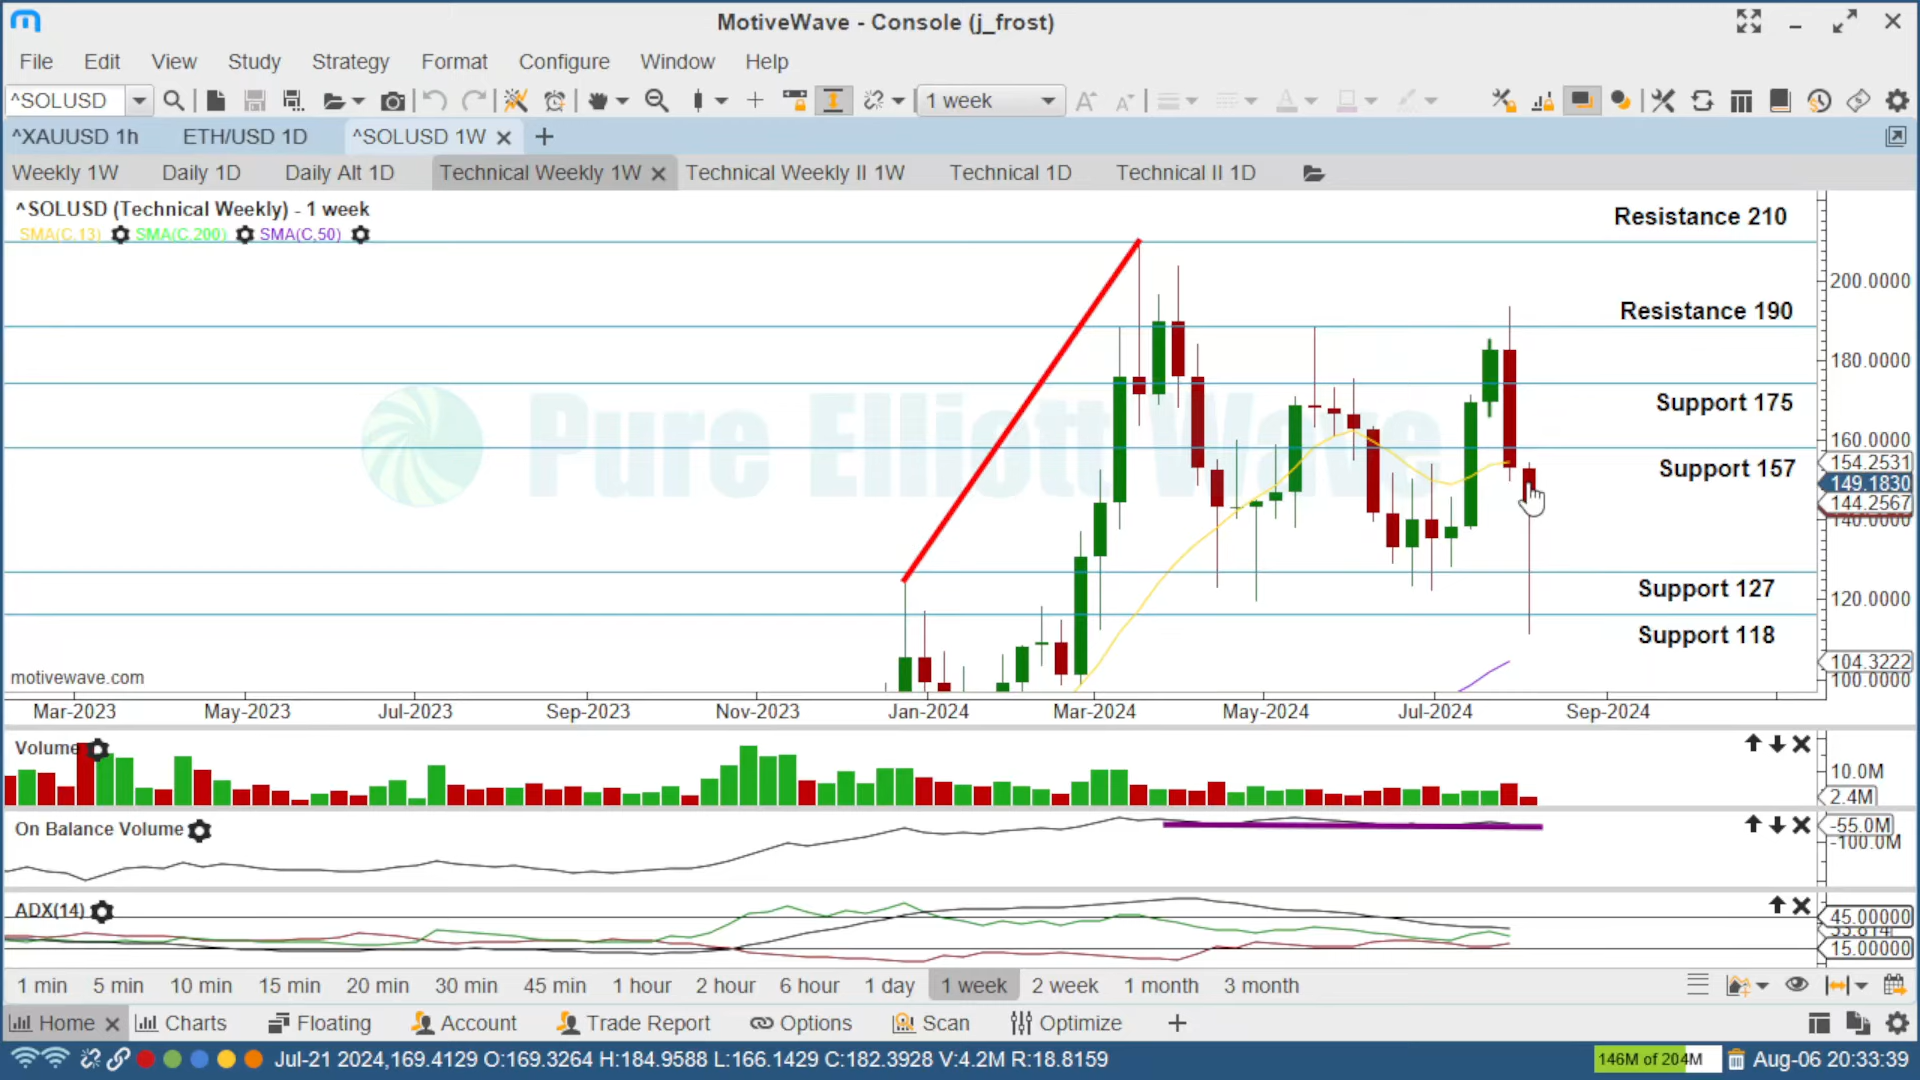 MotiveWave - Console (j_frost)
File Edit View Study Strategy Format Configure Window Help
^SOLUSD 1 week
^XAUUSD 1h ETH/USD 1D ^SOLUSD 1W
Weekly 1W Daily 1D Daily Alt 1D Technical Weekly 1W Technical Weekly II 1W Technical 1D Technical II 1D
^SOLUSD (Technical Weekly) - 1 week
SMA(C,13) SMA(C,200) SMA(C,50)
Resistance 210
200.0000
Resistance 190
180.0000
Support 175
Pure Elliott Wave
160.0000
154.2531
Support 157
149.1830
144.2567
140.0000
Support 127
120.0000
Support 118
104.3222
100.0000
motivewave.com
Mar-2023 May-2023 Jul-2023 Sep-2023 Nov-2023 Jan-2024 Mar-2024 May-2024 Jul-2024 Sep-2024
Volume
10.0M
2.4M
On Balance Volume
-55.0M
-100.0M
ADX(14)
45.00000
15.00000
1 min 5 min 10 min 15 min 20 min 30 min 45 min 1 hour 2 hour 6 hour 1 day 1 week 2 week 1 month 3 month
Home Charts Floating Account Trade Report Options Scan Optimize
Jul-21 2024,169.4129 O:169.3264 H:184.9588 L:166.1429 C:182.3928 V:4.2M R:18.8159
146M of 204M
Aug-06 20:33:39